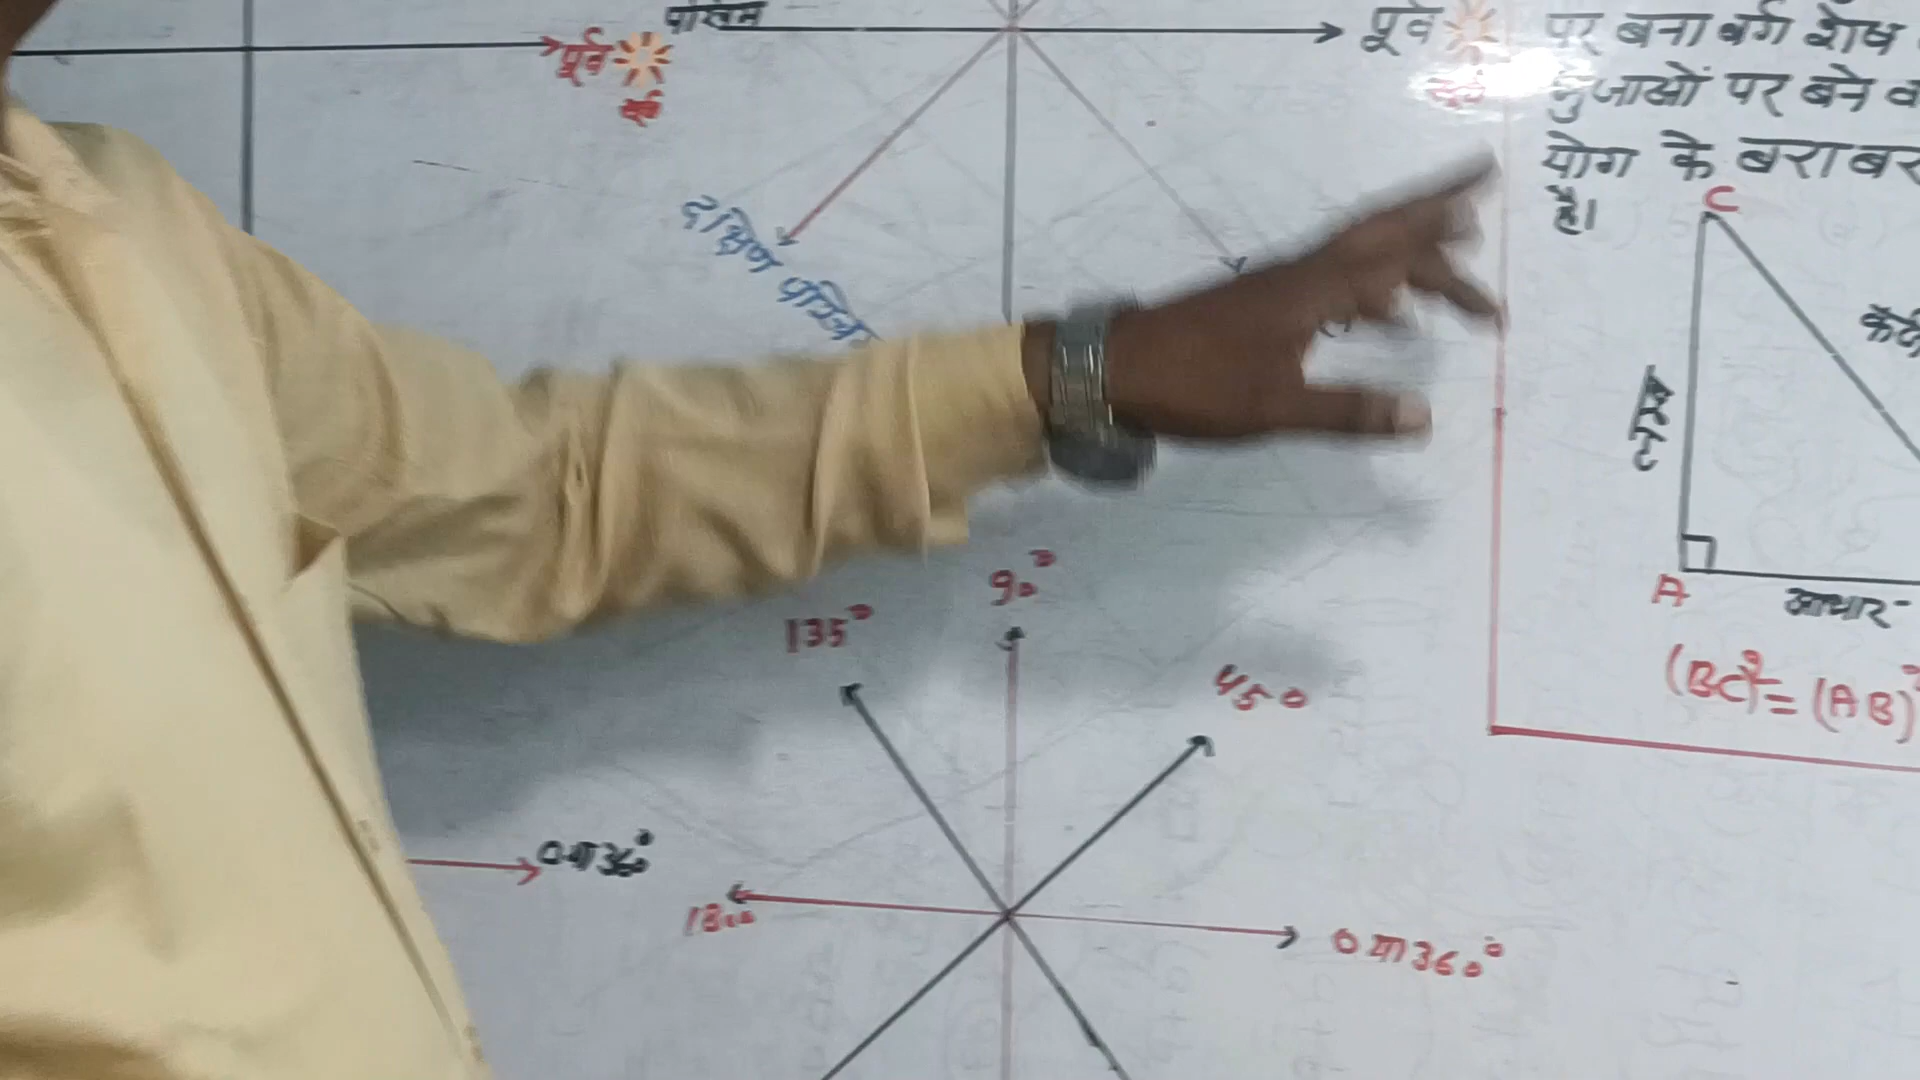 पश्चिम
पूर्व
पूर्व
दक्षिण पश्चिम
पर बना वर्ग शेष
भुजाओं पर बने व
योग के बराबर
है।
C
लम्ब
A
आधार
(BC)²=(AB)²
90°
135°
45°
0 या 360°
180
0 या 360°